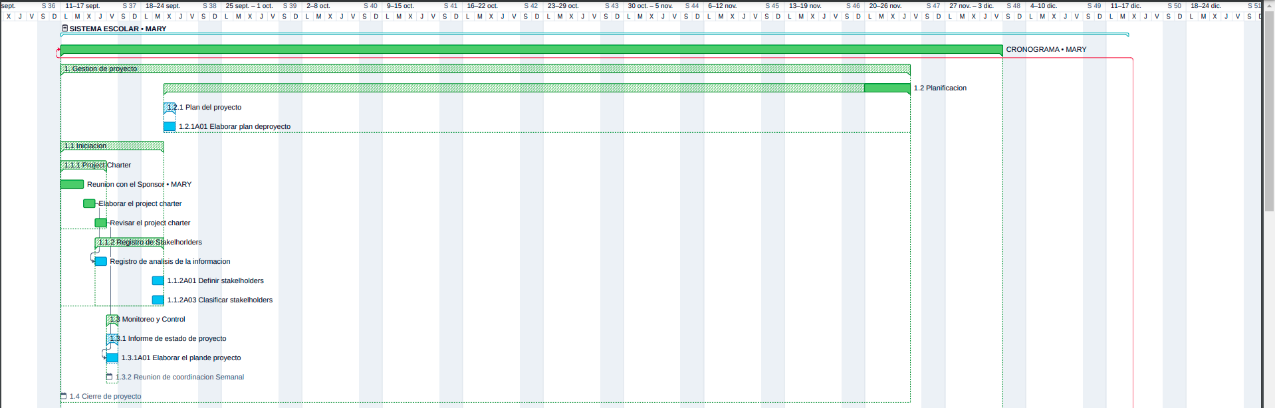 sept. S 36 11–17 sept. S 37 18–24 sept. S 38 25 sept. – 1 oct. S 39 2–8 oct. S 40 9–15 oct. S 41 16–22 oct. S 42 23–29 oct. S 43 30 oct. – 5 nov. S 44 6–12 nov. S 45 13–19 nov. S 46 20–26 nov. S 47 27 nov. – 3 dic. S 48 4–10 dic. S 49 11–17 dic. S 50 18–24 dic. S 51
X J V S D L M X J V S D L M X J V S D L M X J V S D L M X J V S D L M X J V S D L M X J V S D L M X J V S D L M X J V S D L M X J V S D L M X J V S D L M X J V S D L M X J V S D L M X J V S D L M X J V S D L M X J V S D
SISTEMA ESCOLAR • MARY
CRONOGRAMA • MARY
1. Gestion de proyecto
1.2 Planificacion
1.2.1 Plan del proyecto
1.2.1A01 Elaborar plan deproyecto
1.1 Iniciacion
1.1.1 Project Charter
Reunion con el Sponsor • MARY
Elaborar el project charter
Revisar el project charter
1.1.2 Registro de Stakelhorlders
Registro de analisis de la informacion
1.1.2A01 Definir stakeholders
1.1.2A03 Clasificar stakeholders
1.3 Monitoreo y Control
1.3.1 Informe de estado de proyecto
1.3.1A01 Elaborar el plande proyecto
1.3.2 Reunion de coordinacion Semanal
1.4 Cierre de proyecto